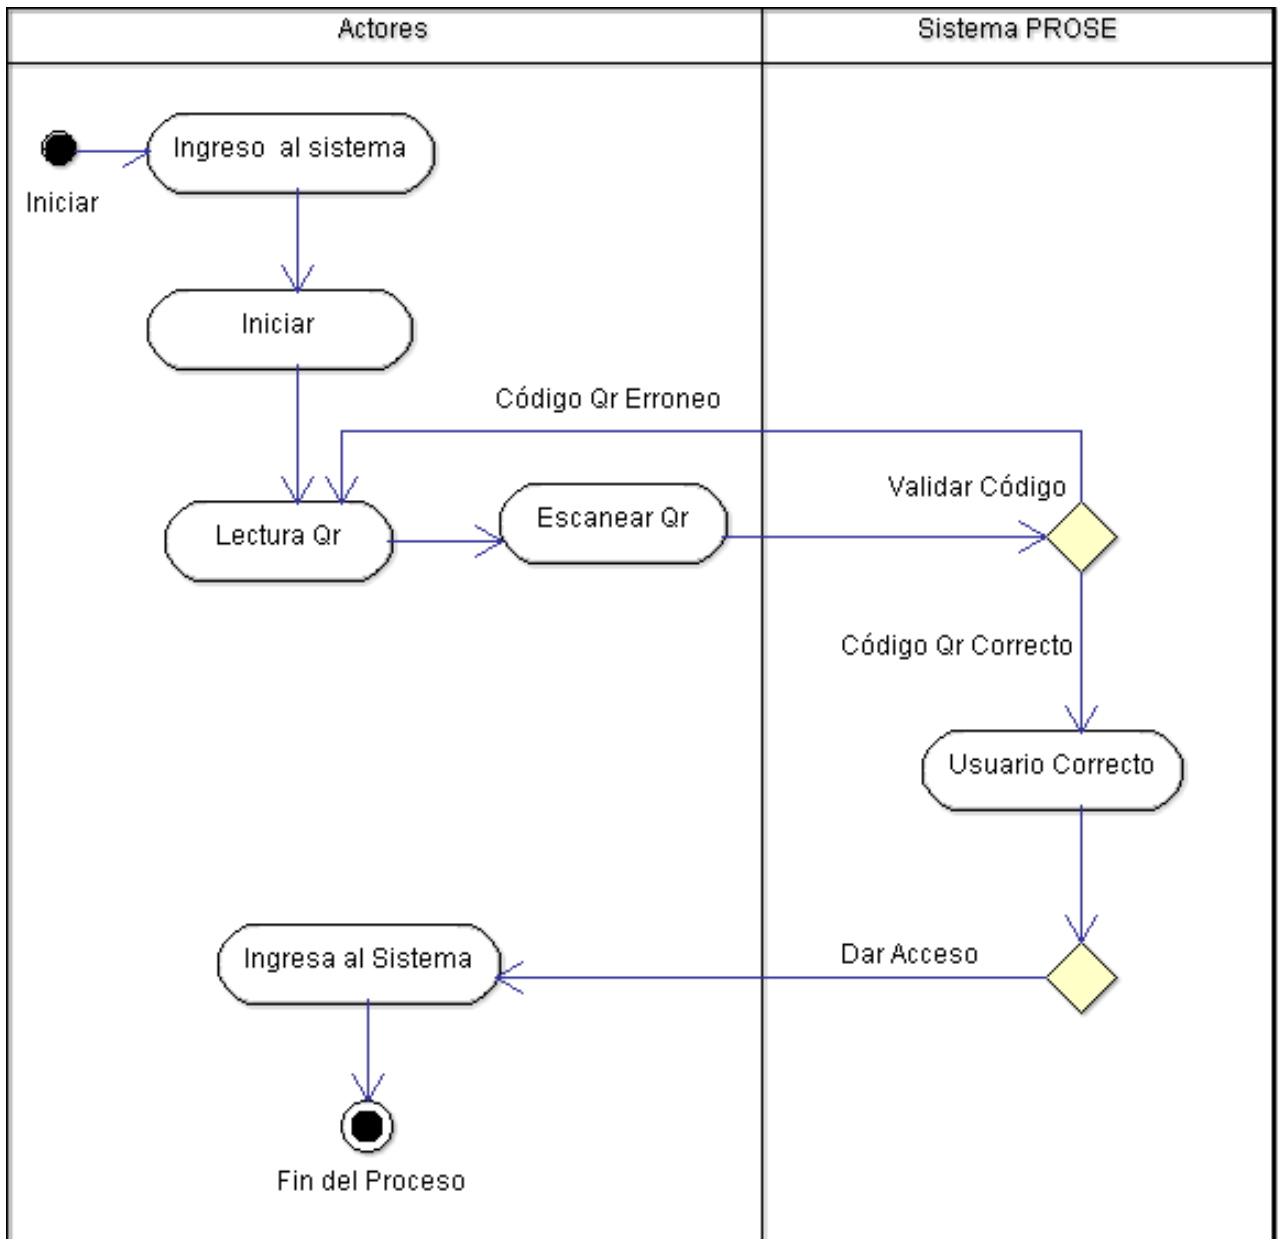 Actores
Sistema PROSE
Ingreso al sistema
Iniciar
Iniciar
Código Qr Erroneo
Validar Código
Escanear Qr
Lectura Qr
Código Qr Correcto
Usuario Correcto
Dar Acceso
Ingresa al Sistema
Fin del Proceso